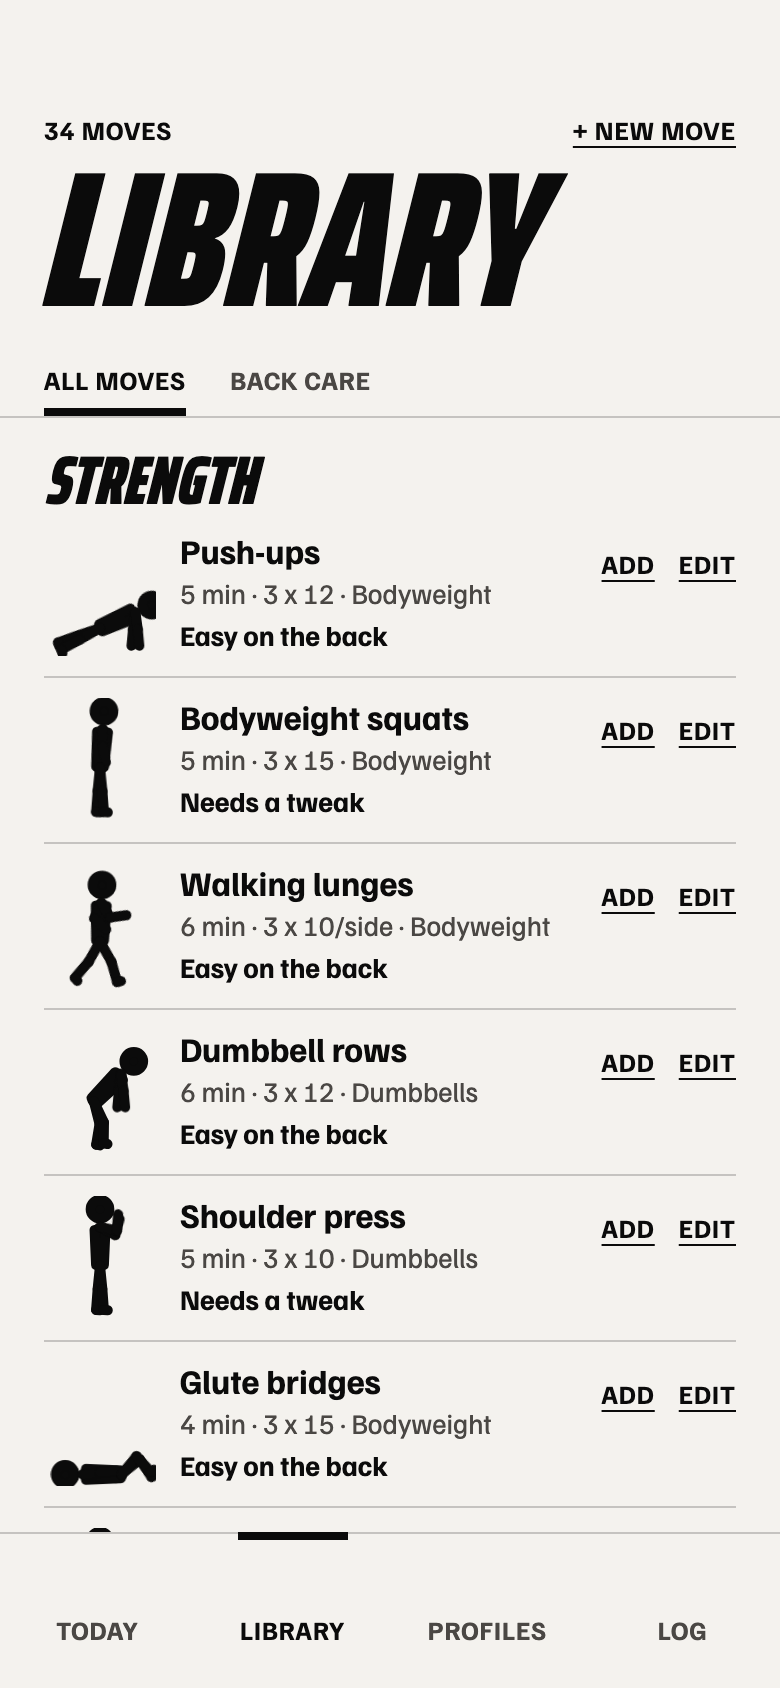 34 MOVES
+ NEW MOVE
LIBRARY
ALL MOVES
BACK CARE
STRENGTH
Push-ups
ADD EDIT
5 min · 3 x 12 · Bodyweight
Easy on the back
Bodyweight squats
ADD EDIT
5 min · 3 x 15 · Bodyweight
Needs a tweak
Walking lunges
ADD EDIT
6 min · 3 x 10/side · Bodyweight
Easy on the back
Dumbbell rows
ADD EDIT
6 min · 3 x 12 · Dumbbells
Easy on the back
Shoulder press
ADD EDIT
5 min · 3 x 10 · Dumbbells
Needs a tweak
Glute bridges
ADD EDIT
4 min · 3 x 15 · Bodyweight
Easy on the back
TODAY
LIBRARY
PROFILES
LOG